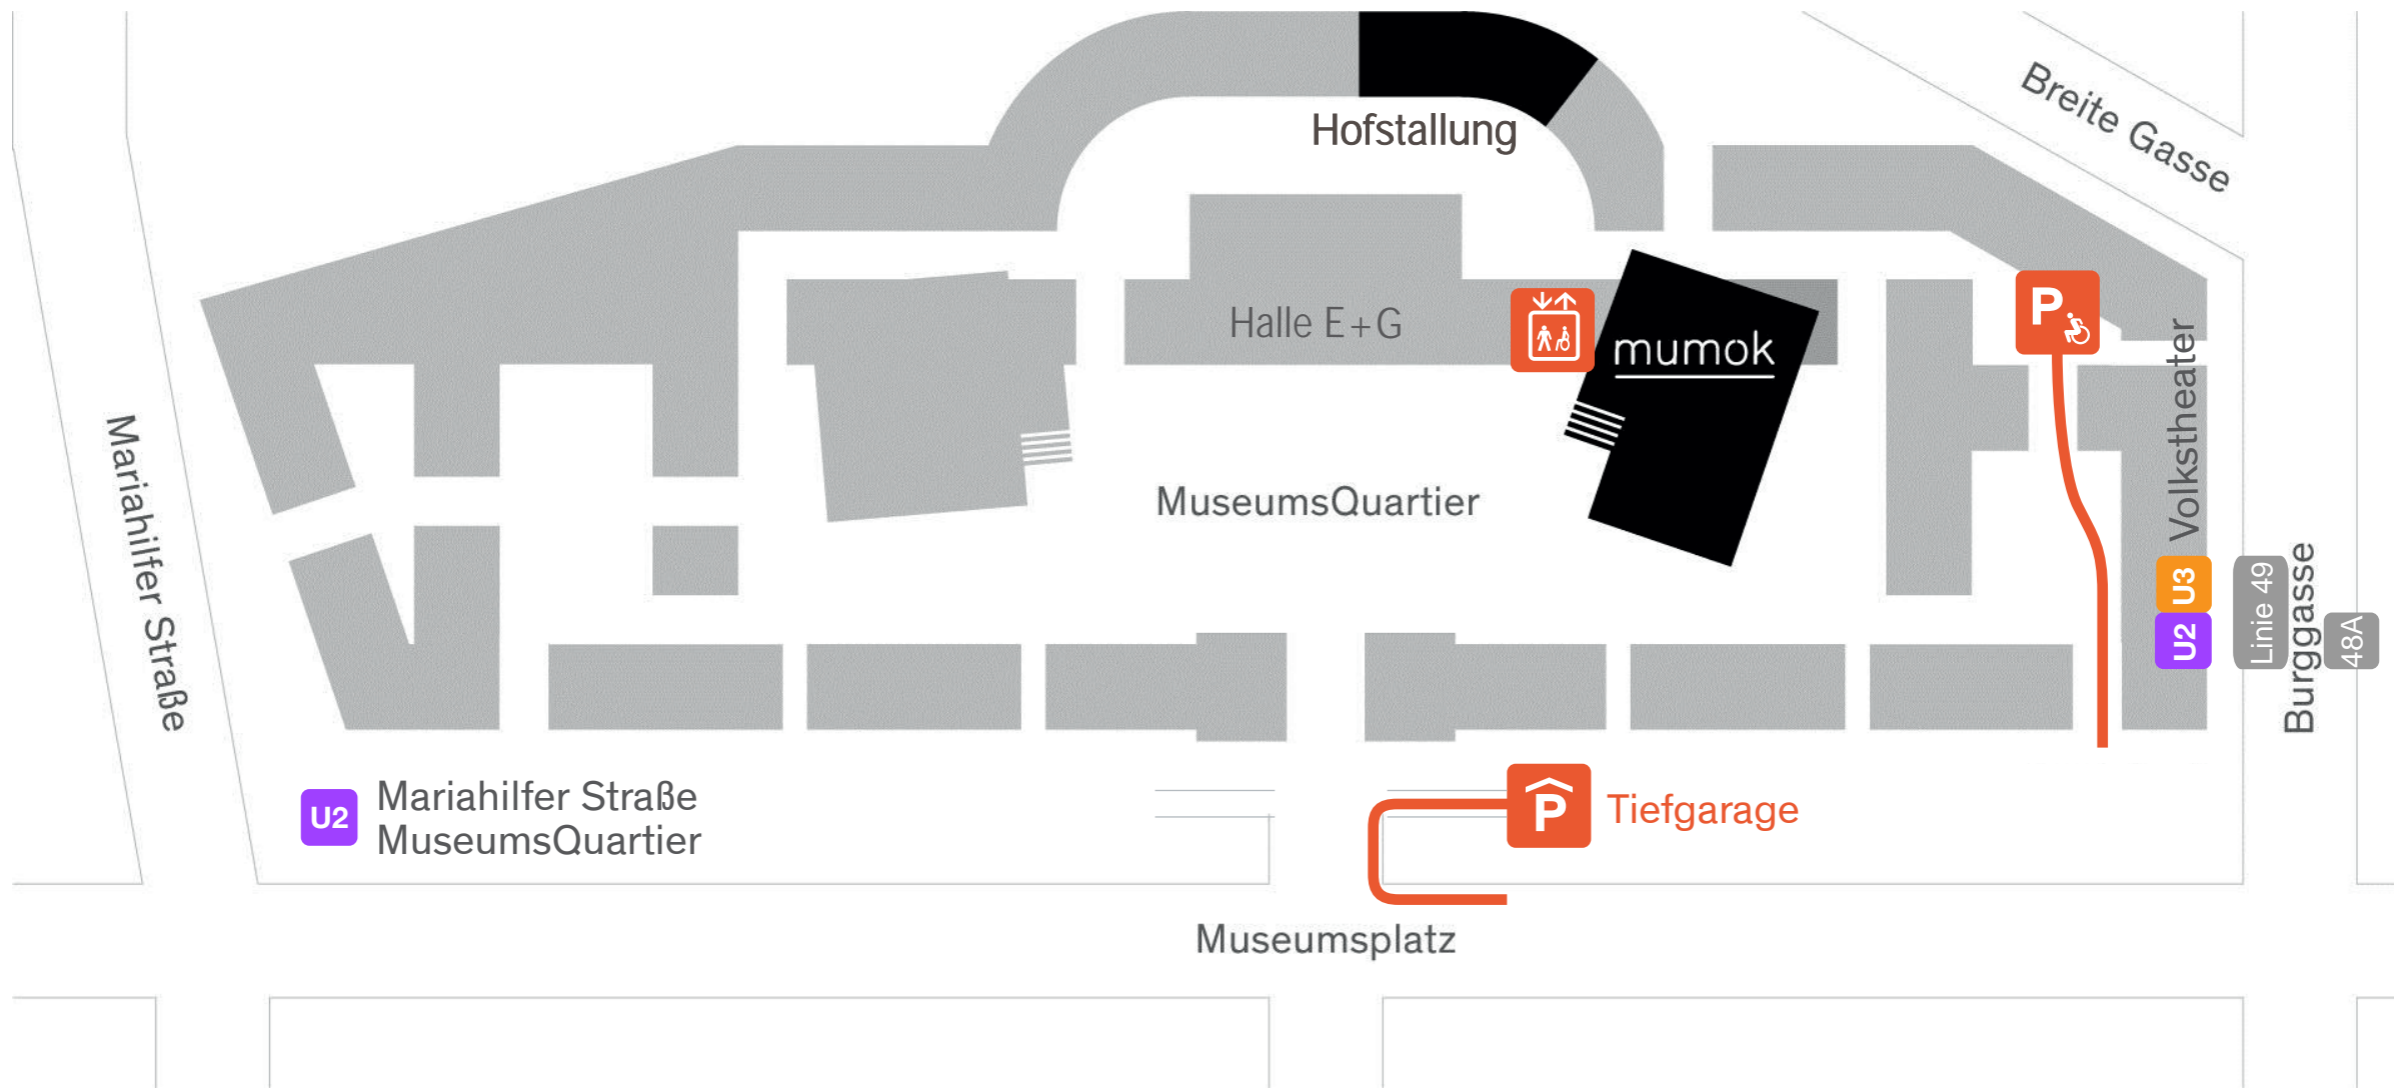 Breite Gasse
Hofstallung
Halle E+G
mumok
P
Volkstheater
Mariahilfer Straße
MuseumsQuartier
U3
U2
Linie 49
Burggasse
48A
U2
Mariahilfer Straße
MuseumsQuartier
P
Tiefgarage
Museumsplatz